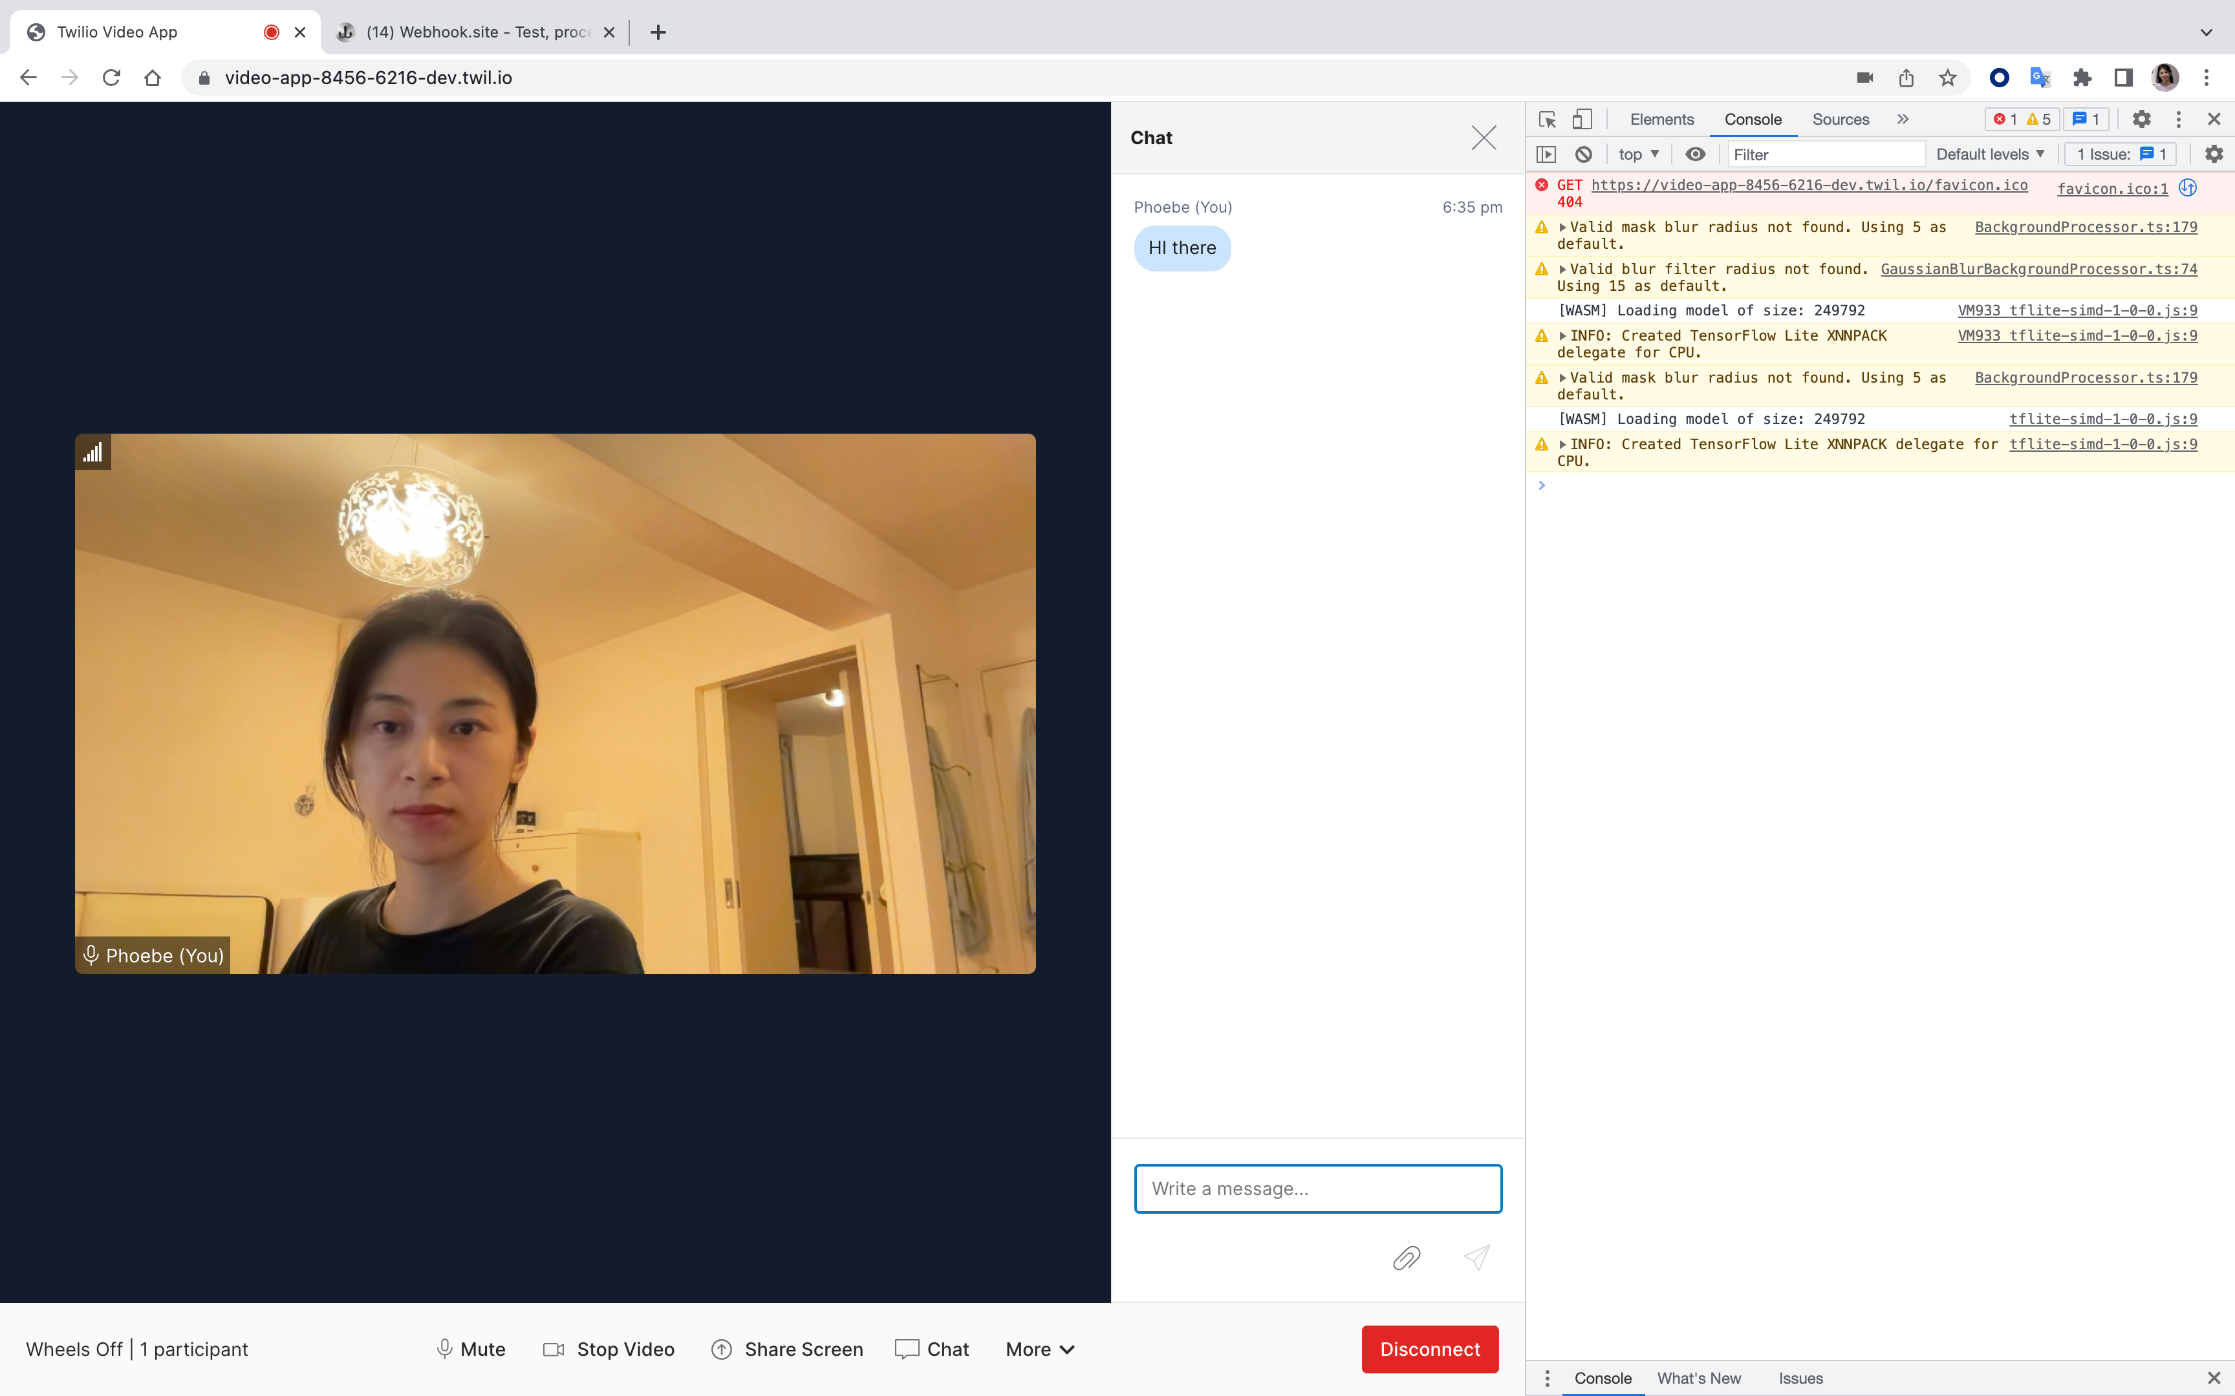 Twilio Video App
(14) Webhook.site - Test, proc
video-app-8456-6216-dev.twil.io
Phoebe (You)
Wheels Off | 1 participant
Mute
Stop Video
Share Screen
Chat
More
Disconnect
Chat
Phoebe (You) 6:35 pm
HI there
Write a message...
Elements Console Sources » 1 5 1
top Filter Default levels 1 Issue: 1
GET https://video-app-8456-6216-dev.twil.io/favicon.ico favicon.ico:1
404
Valid mask blur radius not found. Using 5 as BackgroundProcessor.ts:179
default.
Valid blur filter radius not found. GaussianBlurBackgroundProcessor.ts:74
Using 15 as default.
[WASM] Loading model of size: 249792 VM933 tflite-simd-1-0-0.js:9
INFO: Created TensorFlow Lite XNNPACK VM933 tflite-simd-1-0-0.js:9
delegate for CPU.
Valid mask blur radius not found. Using 5 as BackgroundProcessor.ts:179
default.
[WASM] Loading model of size: 249792 tflite-simd-1-0-0.js:9
INFO: Created TensorFlow Lite XNNPACK delegate for tflite-simd-1-0-0.js:9
CPU.
Console What's New Issues